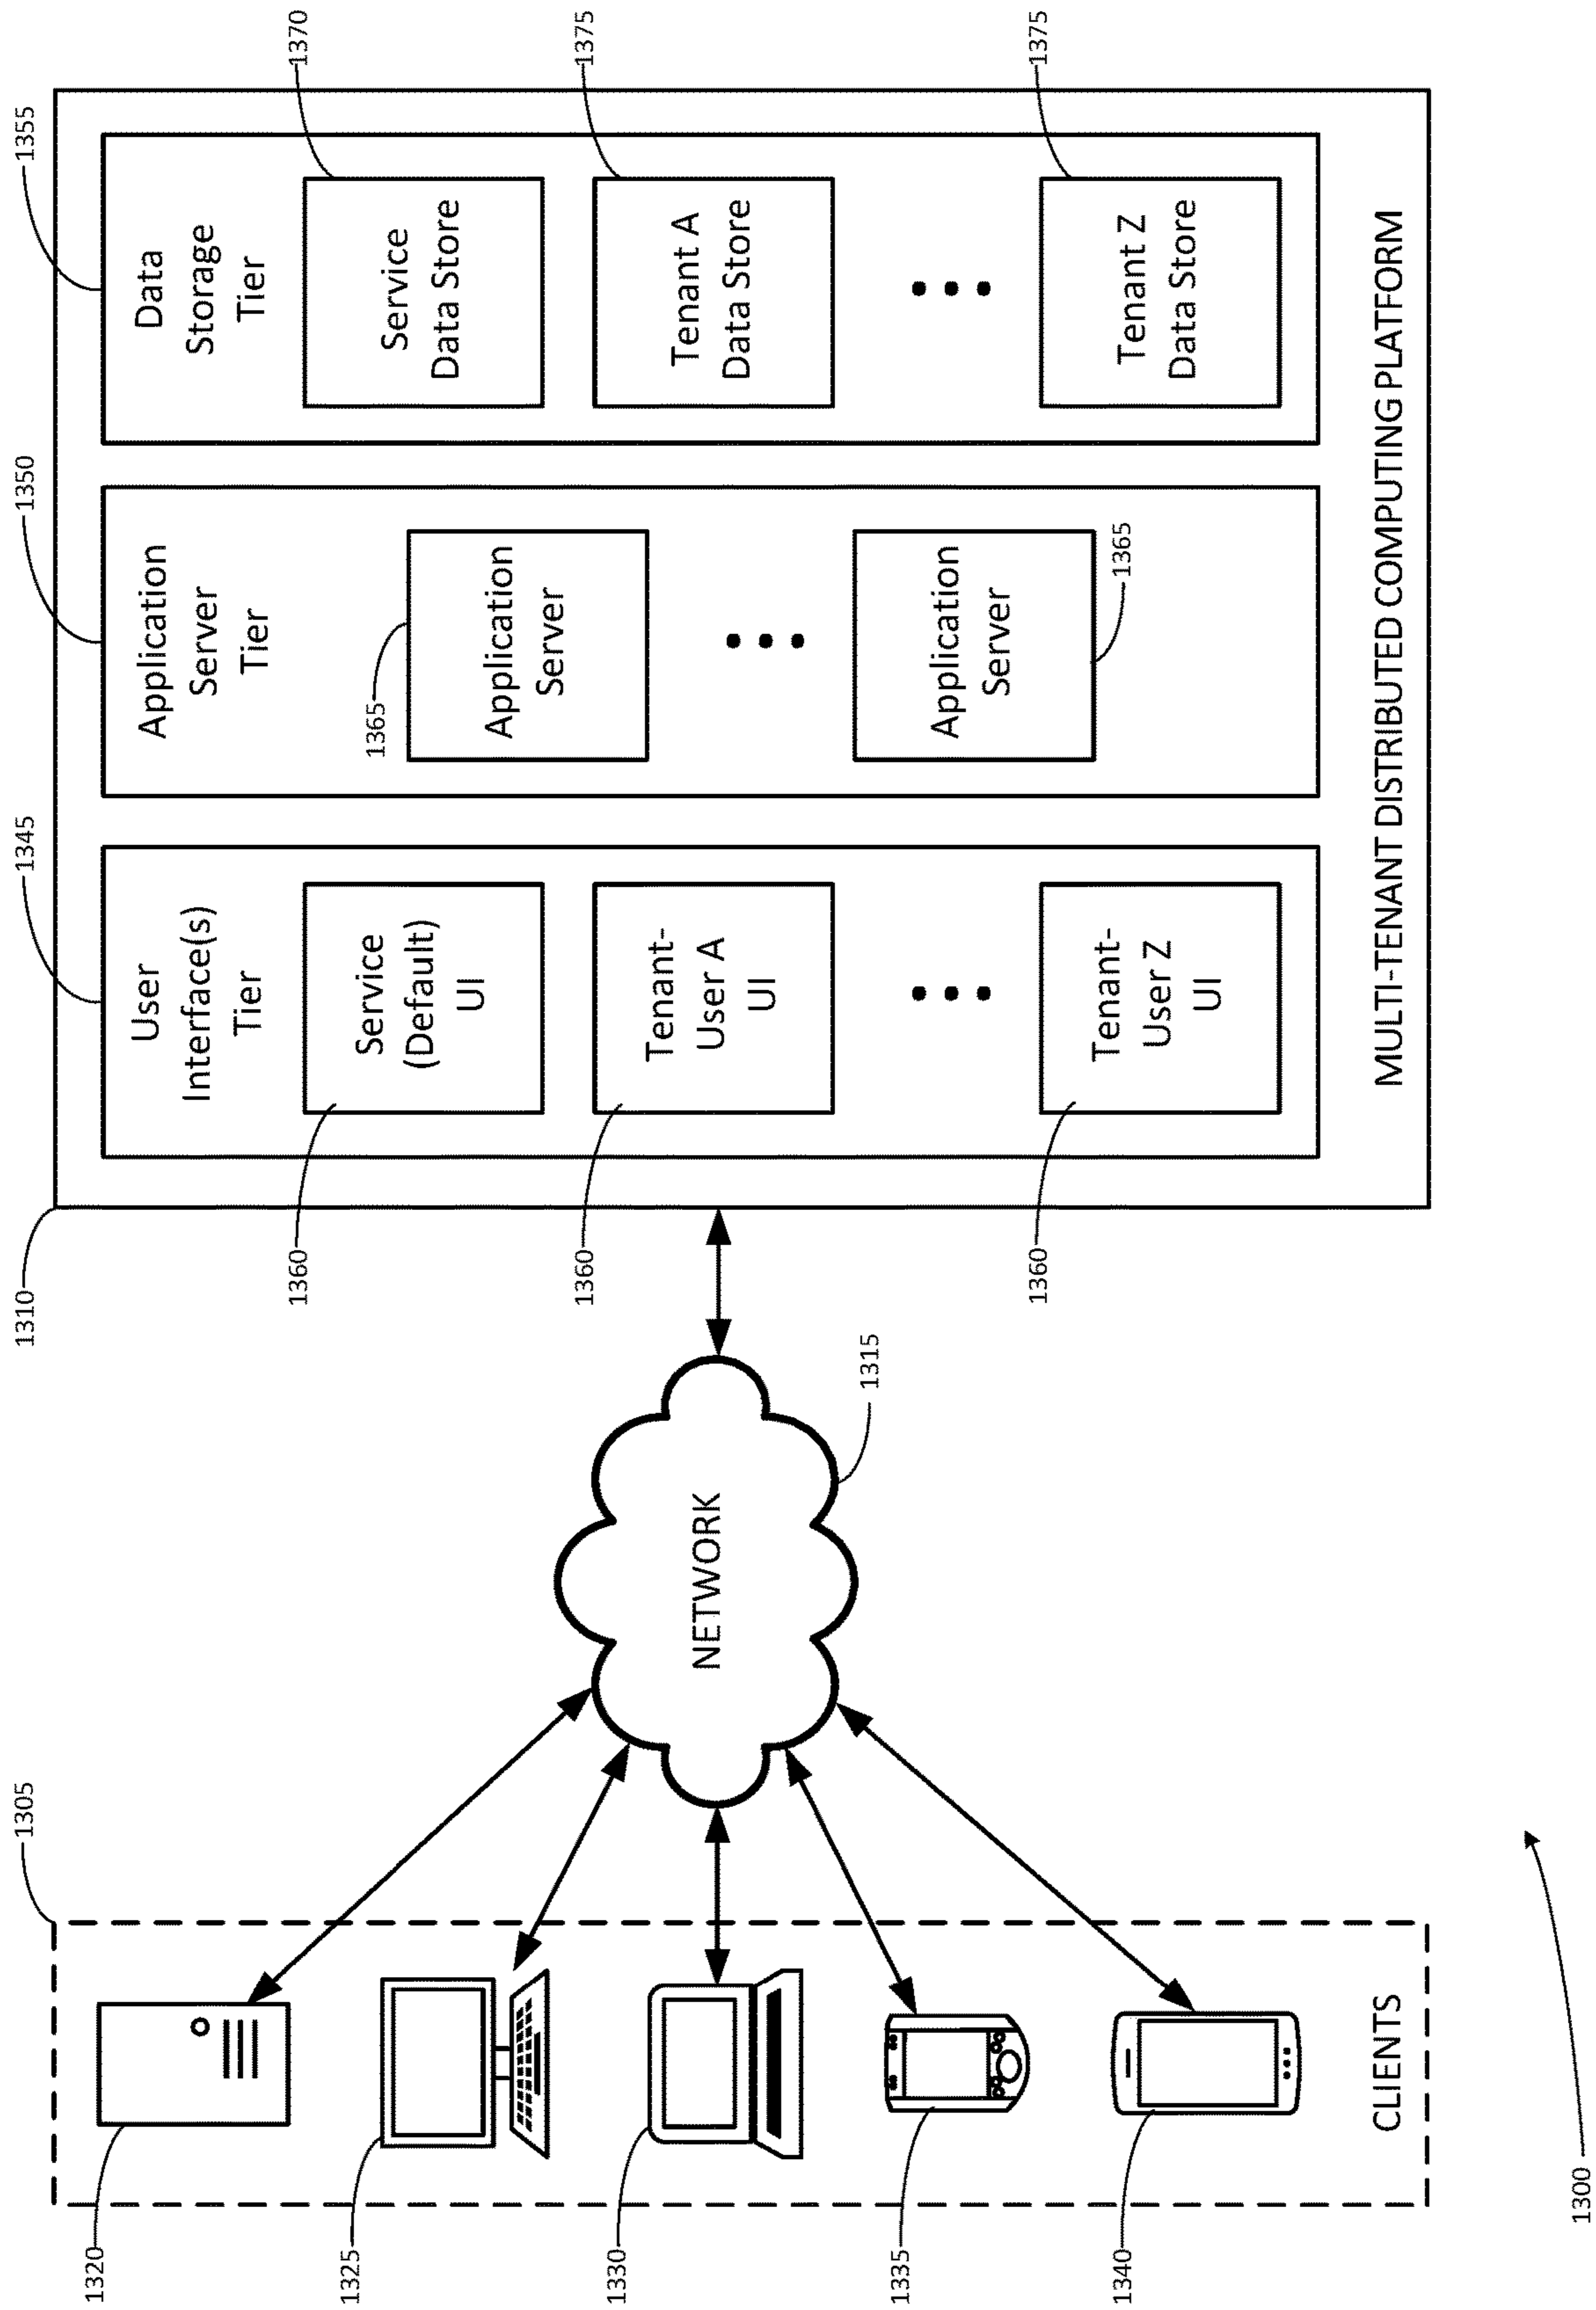 1305
1320
1325
1330
1335
1340
CLIENTS
1300
NETWORK
1315
1310
1345
User
Interface(s)
Tier
1360
Service
(Default)
UI
1360
Tenant-
User A
UI
1360
Tenant-
User Z
UI
1350
Application
Server
Tier
1365
Application
Server
Application
Server
1365
1355
Data
Storage
Tier
1370
Service
Data Store
1375
Tenant A
Data Store
1375
Tenant Z
Data Store
MULTI-TENANT DISTRIBUTED COMPUTING PLATFORM